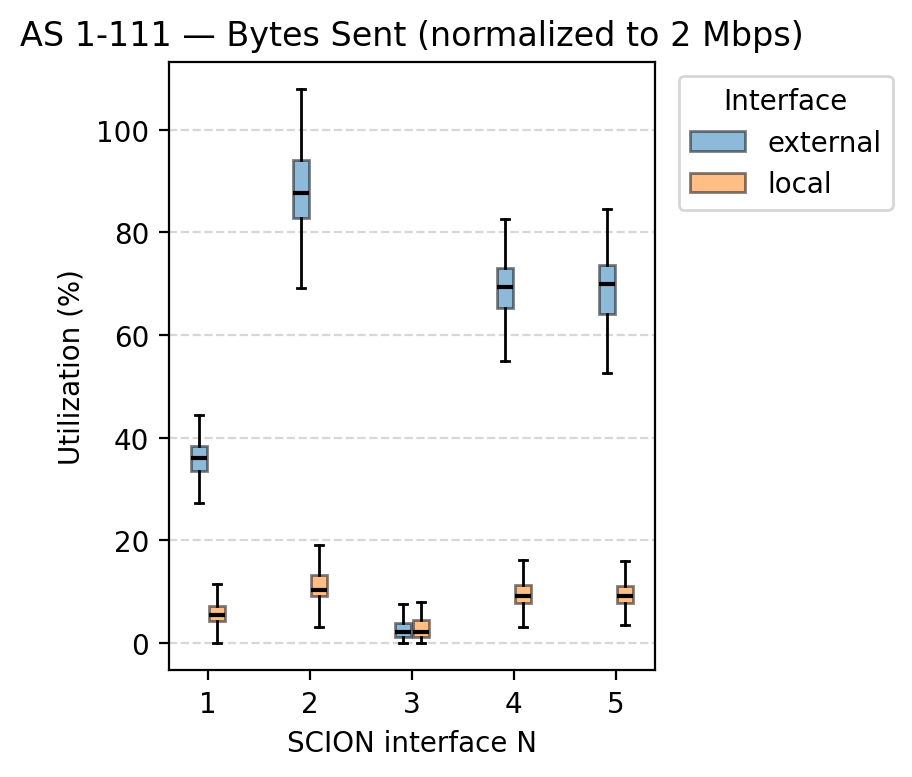 AS 1-111 — Bytes Sent (normalized to 2 Mbps)
Interface
external
local
Utilization (%)
100
80
60
40
20
0
1 2 3 4 5
SCION interface N